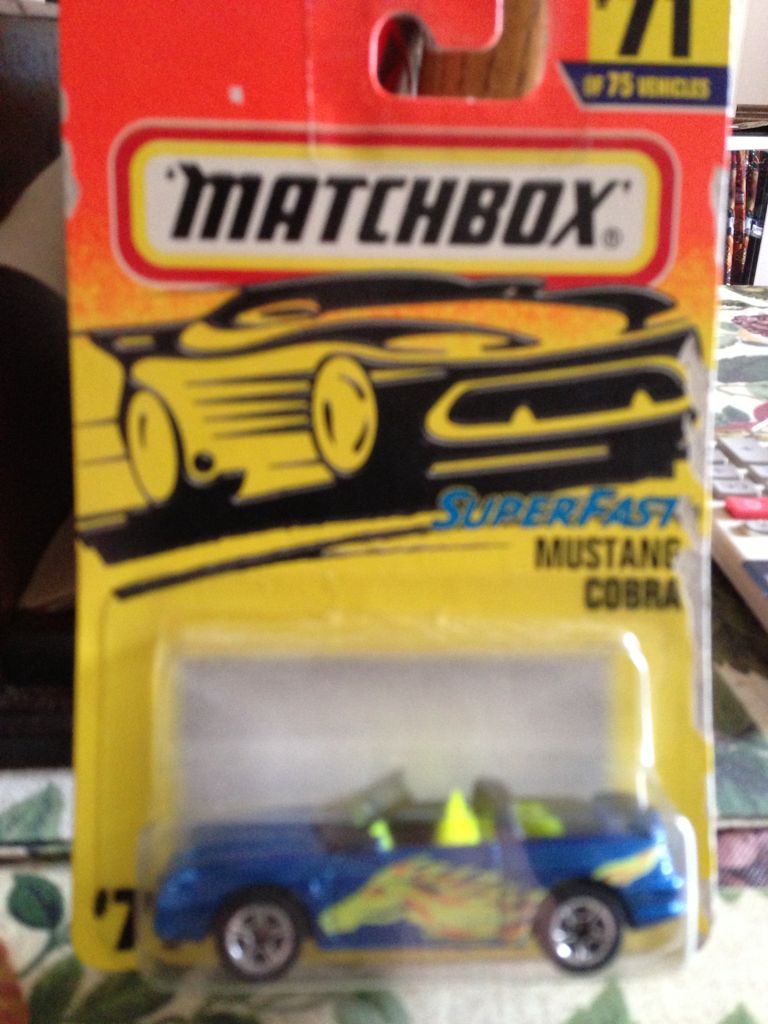 '71
OF 75 VEHICLES
'MATCHBOX'®
SUPERFAST
MUSTANG
COBRA